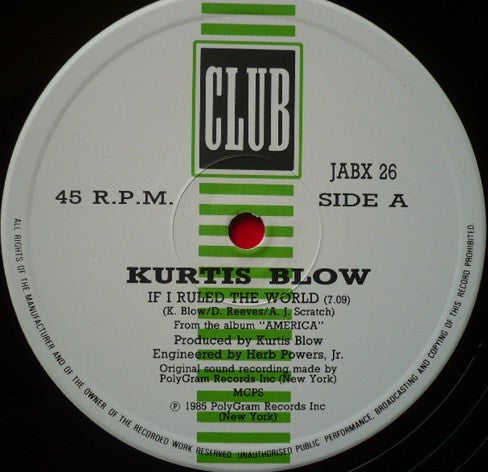 CLUB
JABX 26
45 R.P.M.
SIDE A
KURTIS BLOW
IF I RULED THE WORLD (7.09)
(K. Blow/D. Reeves/A. J. Scratch)
From the album "AMERICA"
Produced by Kurtis Blow
Engineered by Herb Powers, Jr.
Original sound recording made by
PolyGram Records Inc (New York)
MCPS
℗ 1985 PolyGram Records Inc
(New York)
ALL RIGHTS OF THE MANUFACTURER AND OF THE OWNER OF THE RECORDED WORK RESERVED. UNAUTHORISED PUBLIC PERFORMANCE, BROADCASTING AND COPYING OF THIS RECORD PROHIBITED.